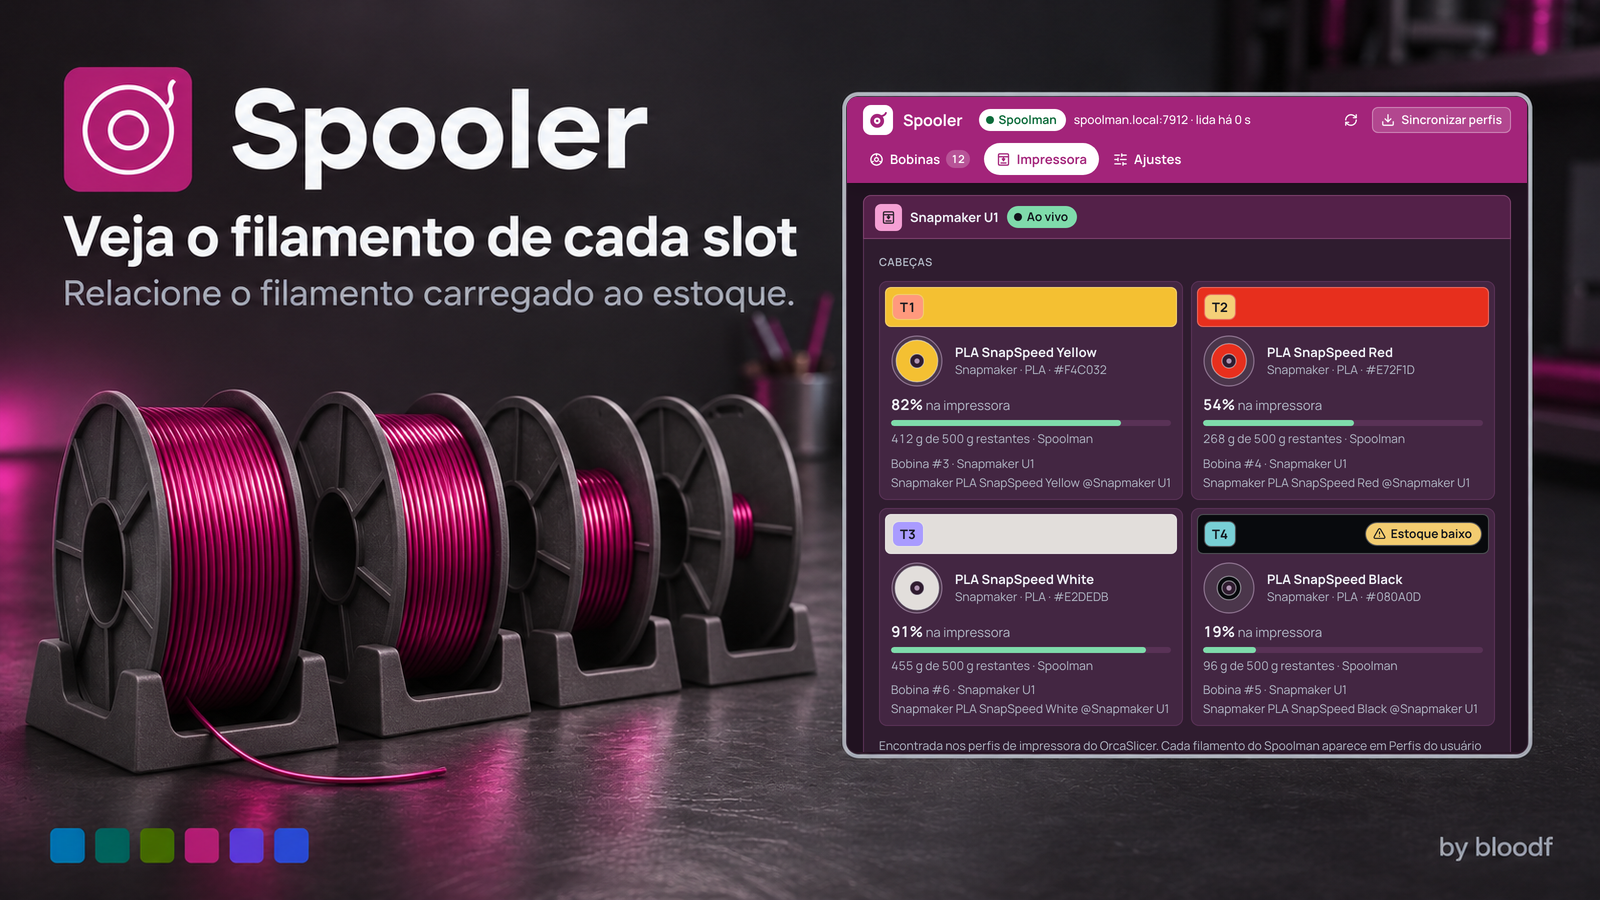 Spooler
Veja o filamento de cada slot
Relacione o filamento carregado ao estoque.
Spooler
Spoolman
spoolman.local:7912 · lida há 0 s
Sincronizar perfis
Bobinas 12
Impressora
Ajustes
Snapmaker U1
Ao vivo
CABEÇAS
T1
PLA SnapSpeed Yellow
Snapmaker · PLA · #F4C032
82% na impressora
412 g de 500 g restantes · Spoolman
Bobina #3 · Snapmaker U1
Snapmaker PLA SnapSpeed Yellow @Snapmaker U1
T2
PLA SnapSpeed Red
Snapmaker · PLA · #E72F1D
54% na impressora
268 g de 500 g restantes · Spoolman
Bobina #4 · Snapmaker U1
Snapmaker PLA SnapSpeed Red @Snapmaker U1
T3
PLA SnapSpeed White
Snapmaker · PLA · #E2DEDB
91% na impressora
455 g de 500 g restantes · Spoolman
Bobina #6 · Snapmaker U1
Snapmaker PLA SnapSpeed White @Snapmaker U1
T4
Estoque baixo
PLA SnapSpeed Black
Snapmaker · PLA · #080A0D
19% na impressora
96 g de 500 g restantes · Spoolman
Bobina #5 · Snapmaker U1
Snapmaker PLA SnapSpeed Black @Snapmaker U1
Encontrada nos perfis de impressora do OrcaSlicer. Cada filamento do Spoolman aparece em Perfis do usuário
by bloodf